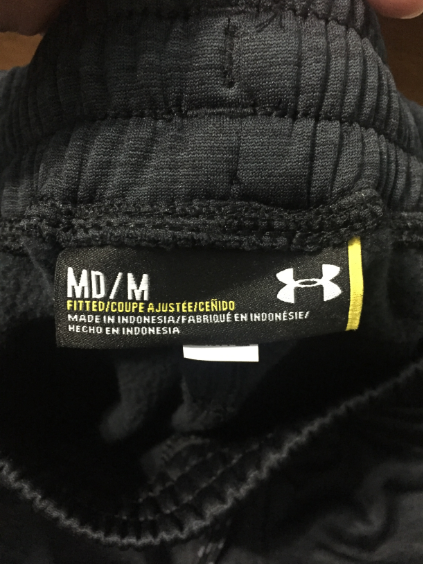 MD/M
FITTED/COUPE AJUSTÉE/CEÑIDO
MADE IN INDONESIA/FABRIQUÉ EN INDONÉSIE/
HECHO EN INDONESIA